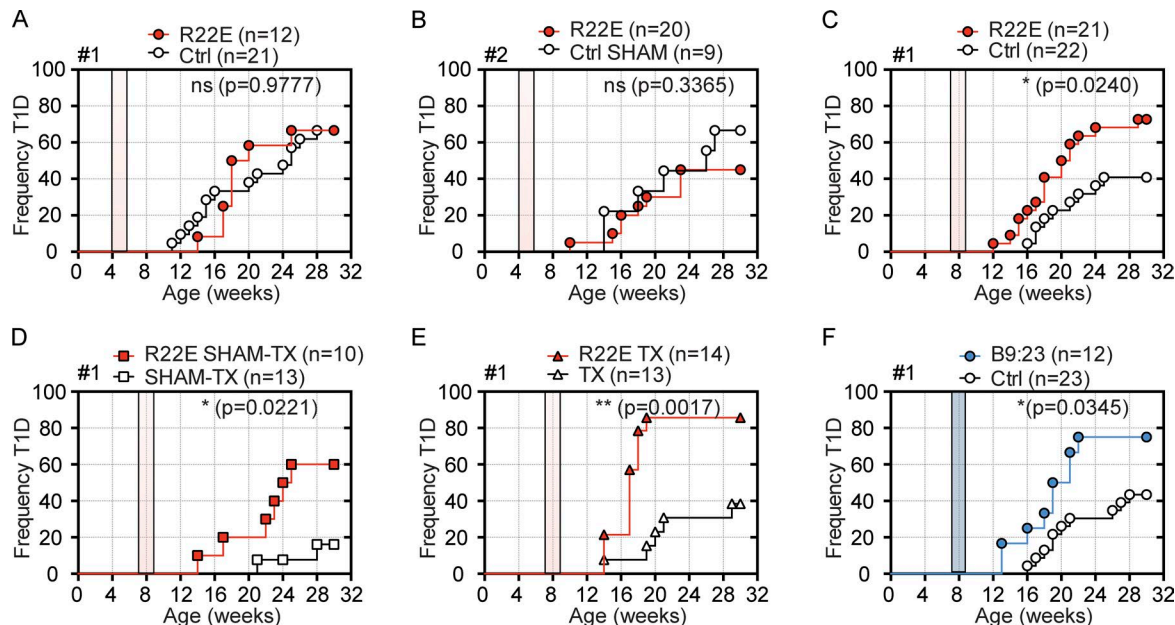 A
R22E (n=12)
Ctrl (n=21)
#1
ns (p=0.9777)
Frequency T1D
100
80
60
40
20
0
0 4 8 12 16 20 24 28 32
Age (weeks)
B
R22E (n=20)
Ctrl SHAM (n=9)
#2
ns (p=0.3365)
Frequency T1D
100
80
60
40
20
0
0 4 8 12 16 20 24 28 32
Age (weeks)
C
R22E (n=21)
Ctrl (n=22)
#1
* (p=0.0240)
Frequency T1D
100
80
60
40
20
0
0 4 8 12 16 20 24 28 32
Age (weeks)
D
R22E SHAM-TX (n=10)
SHAM-TX (n=13)
#1
* (p=0.0221)
Frequency T1D
100
80
60
40
20
0
0 4 8 12 16 20 24 28 32
Age (weeks)
E
R22E TX (n=14)
TX (n=13)
#1
** (p=0.0017)
Frequency T1D
100
80
60
40
20
0
0 4 8 12 16 20 24 28 32
Age (weeks)
F
B9:23 (n=12)
Ctrl (n=23)
#1
*(p=0.0345)
Frequency T1D
100
80
60
40
20
0
0 4 8 12 16 20 24 28 32
Age (weeks)